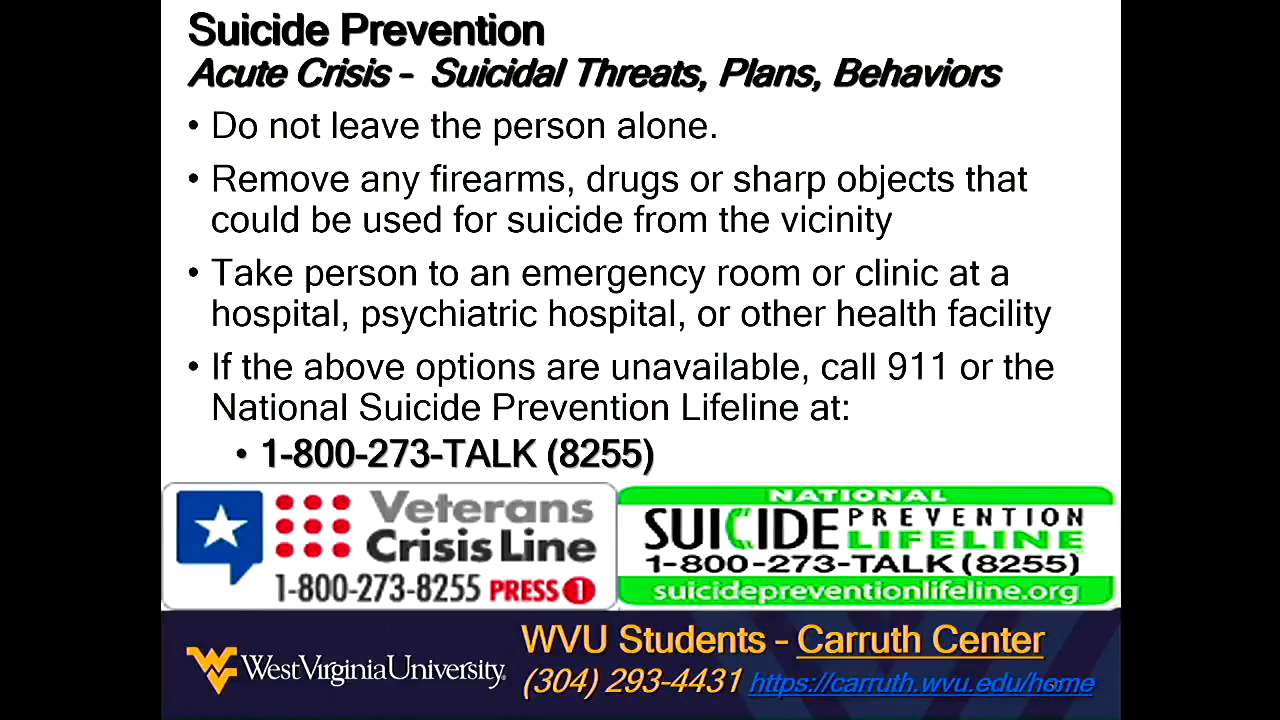 Suicide Prevention
Acute Crisis – Suicidal Threats, Plans, Behaviors
• Do not leave the person alone.
• Remove any firearms, drugs or sharp objects that
could be used for suicide from the vicinity
• Take person to an emergency room or clinic at a
hospital, psychiatric hospital, or other health facility
• If the above options are unavailable, call 911 or the
National Suicide Prevention Lifeline at:
• 1-800-273-TALK (8255)
Veterans
Crisis Line
1-800-273-8255 PRESS 1
NATIONAL
SUICIDE PREVENTION
LIFELINE
1-800-273-TALK (8255)
suicidepreventionlifeline.org
WVU Students – Carruth Center
West Virginia University.
(304) 293-4431 https://carruth.wvu.edu/home